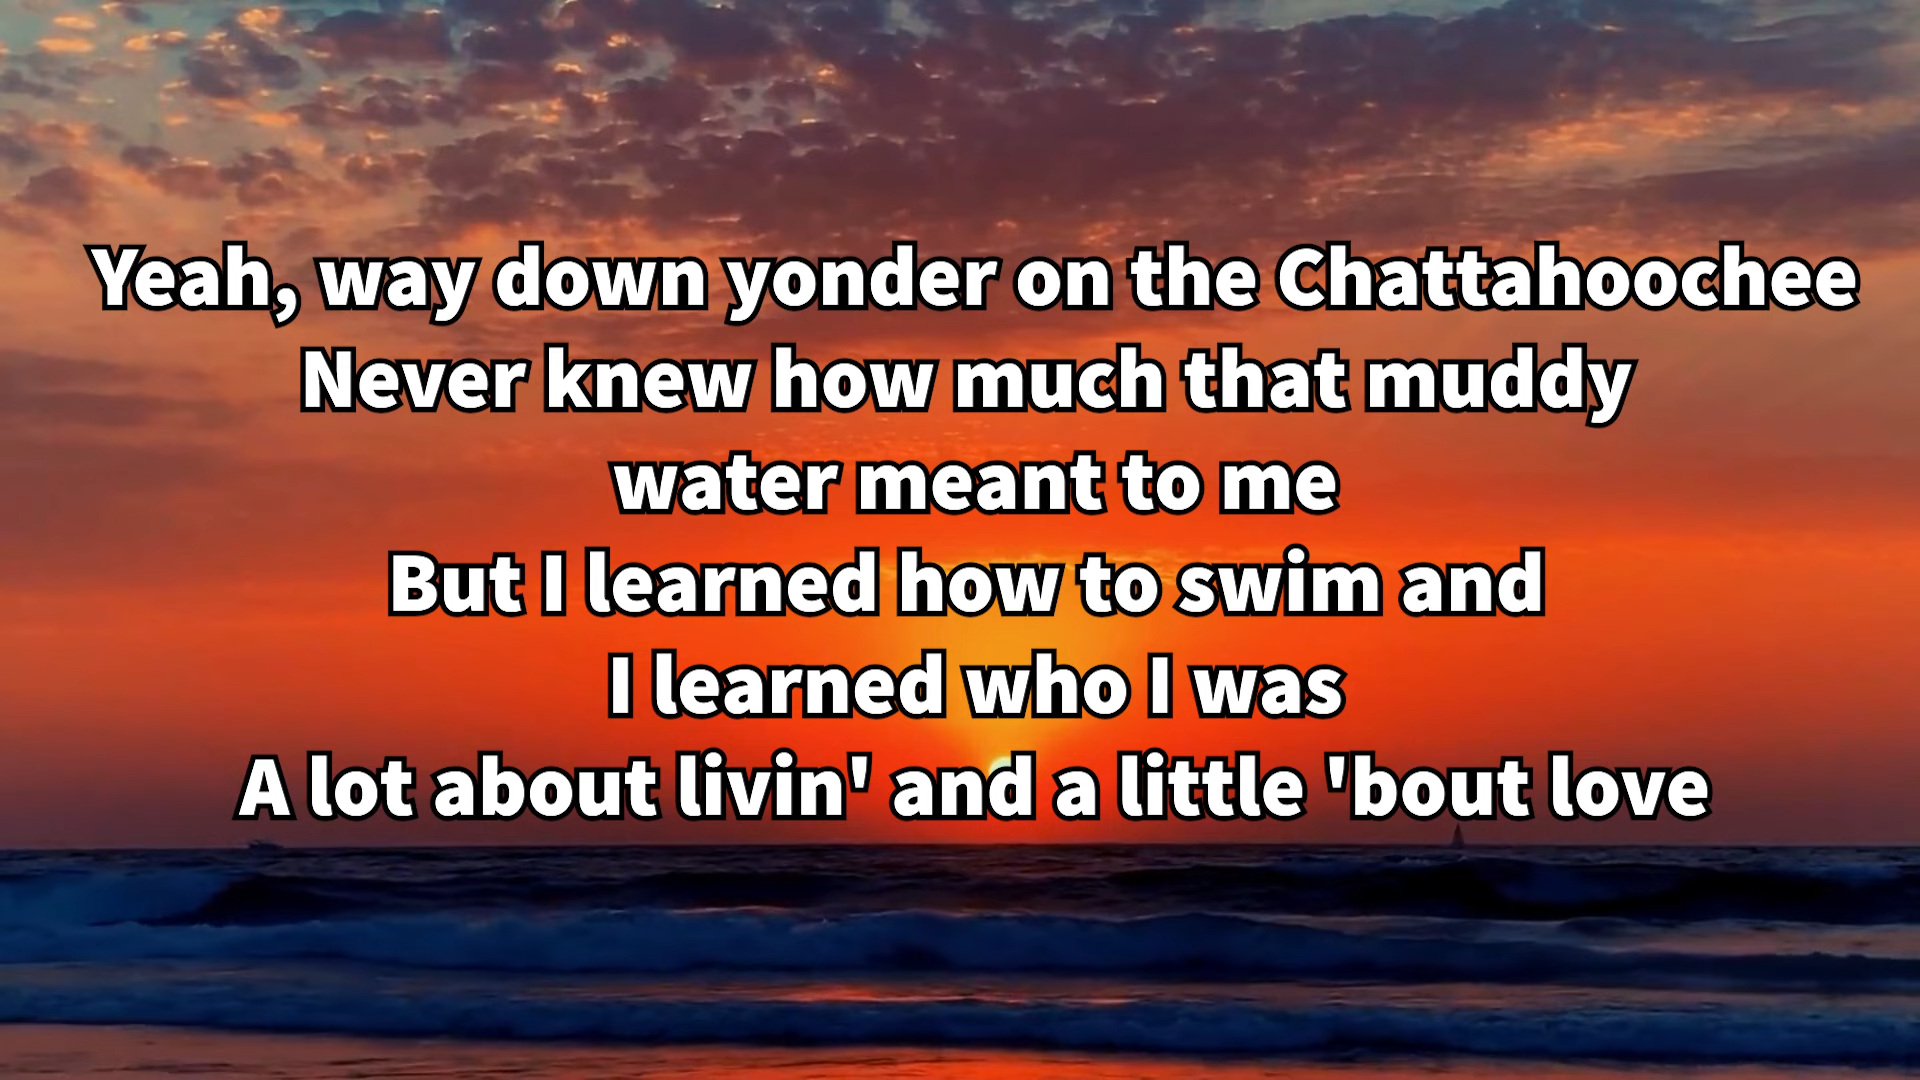 Yeah, way down yonder on the Chattahoochee
Never knew how much that muddy
water meant to me
But I learned how to swim and
I learned who I was
A lot about livin' and a little 'bout love